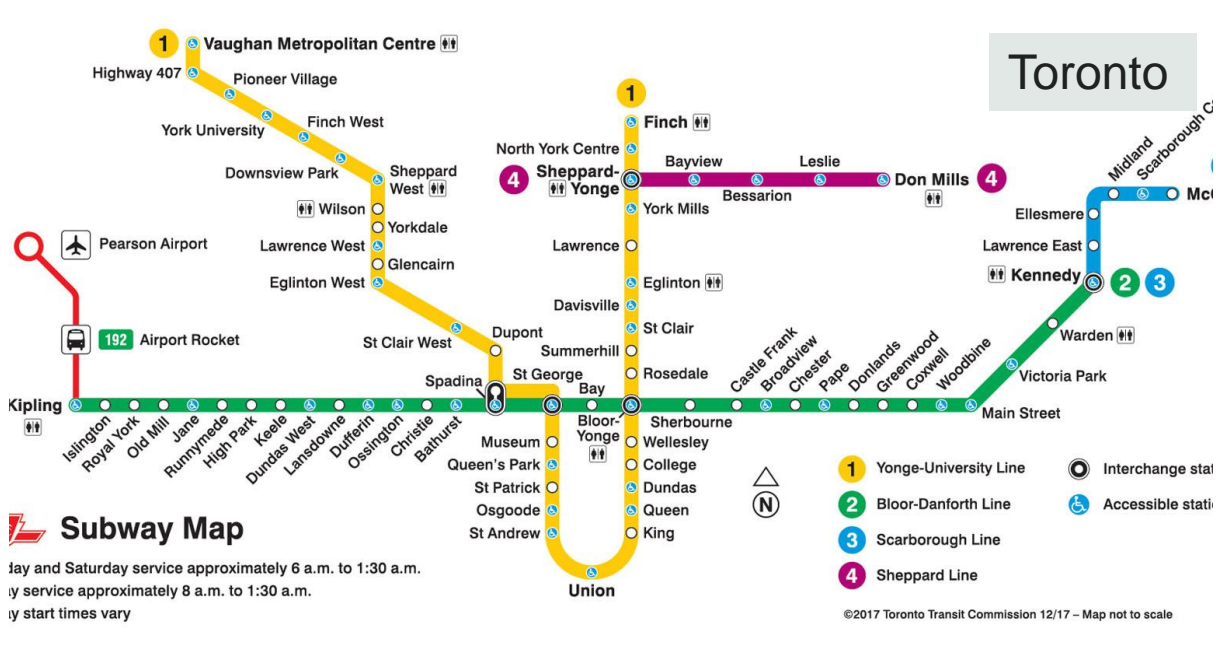 Toronto
1 Vaughan Metropolitan Centre
Highway 407
Pioneer Village
York University
Finch West
Downsview Park
Sheppard
West
Wilson
Yorkdale
Lawrence West
Glencairn
Eglinton West
St Clair West
Dupont
Spadina
St George
1
Finch
North York Centre
4 Sheppard-
Yonge
Bayview
Bessarion
Leslie
Don Mills 4
York Mills
Lawrence
Eglinton
Davisville
St Clair
Summerhill
Rosedale
Bay
Bloor-
Yonge
Pearson Airport
192 Airport Rocket
Kipling
Islington
Royal York
Old Mill
Jane
Runnymede
High Park
Keele
Dundas West
Lansdowne
Dufferin
Ossington
Christie
Bathurst
Museum
Queen's Park
St Patrick
Osgoode
St Andrew
Union
Wellesley
College
Dundas
Queen
King
Sherbourne
Castle Frank
Broadview
Chester
Pape
Donlands
Greenwood
Coxwell
Woodbine
Main Street
Victoria Park
Warden
Kennedy 2 3
Lawrence East
Ellesmere
Midland
Scarborough
N
1 Yonge-University Line
2 Bloor-Danforth Line
3 Scarborough Line
4 Sheppard Line
Interchange
Accessible
Subway Map
and Saturday service approximately 6 a.m. to 1:30 a.m.
service approximately 8 a.m. to 1:30 a.m.
start times vary
©2017 Toronto Transit Commission 12/17 – Map not to scale